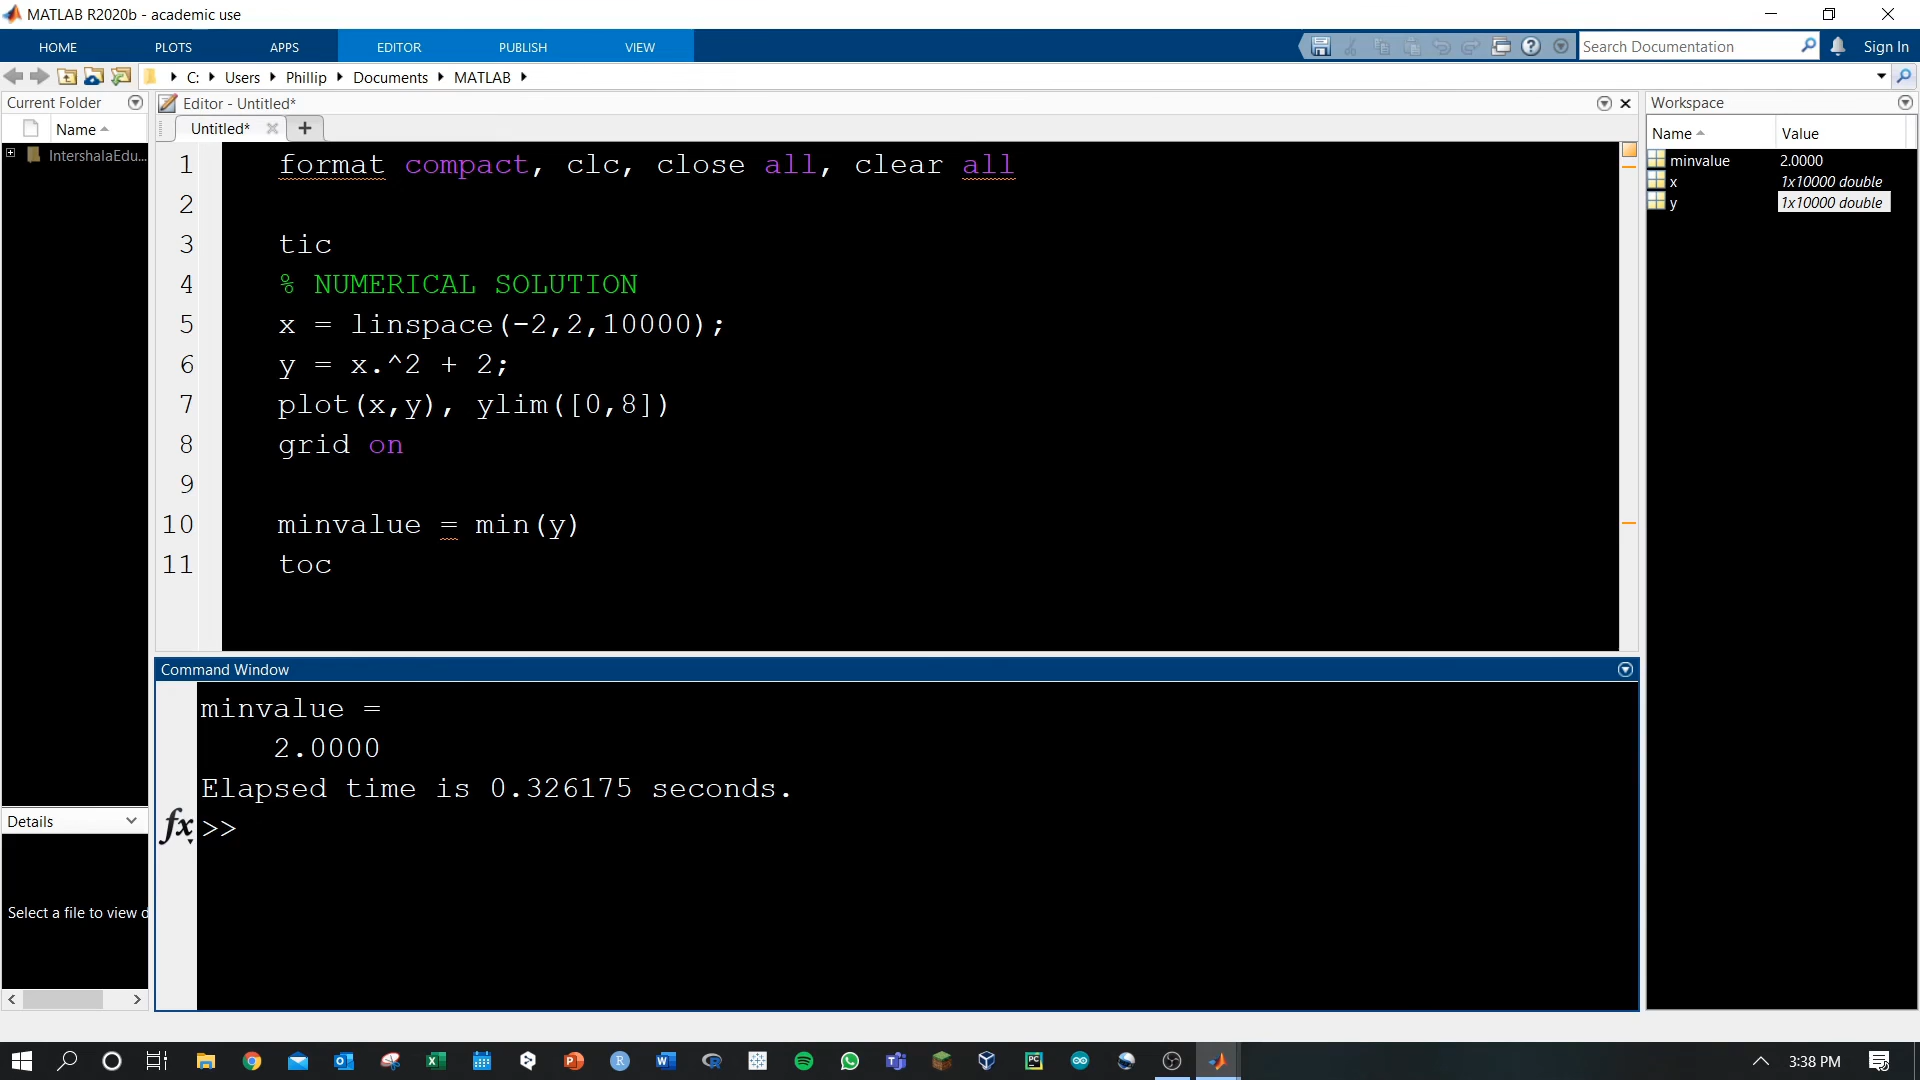 MATLAB R2020b - academic use
HOME PLOTS APPS EDITOR PUBLISH VIEW Search Documentation Sign In
C: Users Phillip Documents MATLAB
Current Folder
Name
IntershalaEdu...
Editor - Untitled*
Untitled*
1 format compact, clc, close all, clear all
2
3 tic
4 % NUMERICAL SOLUTION
5 x = linspace(-2,2,10000);
6 y = x.^2 + 2;
7 plot(x,y), ylim([0,8])
8 grid on
9
10 minvalue = min(y)
11 toc
Workspace
Name Value
minvalue 2.0000
x 1x10000 double
y 1x10000 double
Command Window
minvalue =
2.0000
Elapsed time is 0.326175 seconds.
fx >>
Details
Select a file to view d
3:38 PM